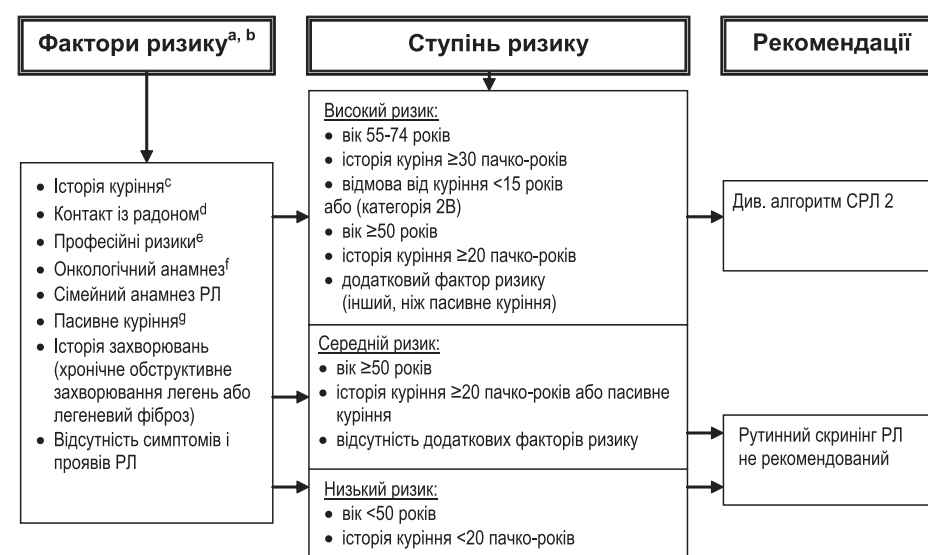 Фактори ризику a, b
Ступінь ризику
Рекомендації
• Історія куріння c
• Контакт із радоном d
• Професійні ризики e
• Онкологічний анамнез f
• Сімейний анамнез РЛ
• Пасивне куріння g
• Історія захворювань
(хронічне обструктивне
захворювання легень або
легеневий фіброз)
• Відсутність симптомів і
проявів РЛ
Високий ризик:
• вік 55-74 років
• історія куріня ≥30 пачко-років
• відмова від куріння <15 років
або (категорія 2B)
• вік ≥50 років
• історія куріння ≥20 пачко-років
• додатковий фактор ризику
(інший, ніж пасивне куріння)
Середній ризик:
• вік ≥50 років
• історія куріння ≥20 пачко-років або пасивне
куріння
• відсутність додаткових факторів ризику
Низький ризик:
• вік <50 років
• історія куріння <20 пачко-років
Див. алгоритм СРЛ 2
Рутинний скринінг РЛ
не рекомендований